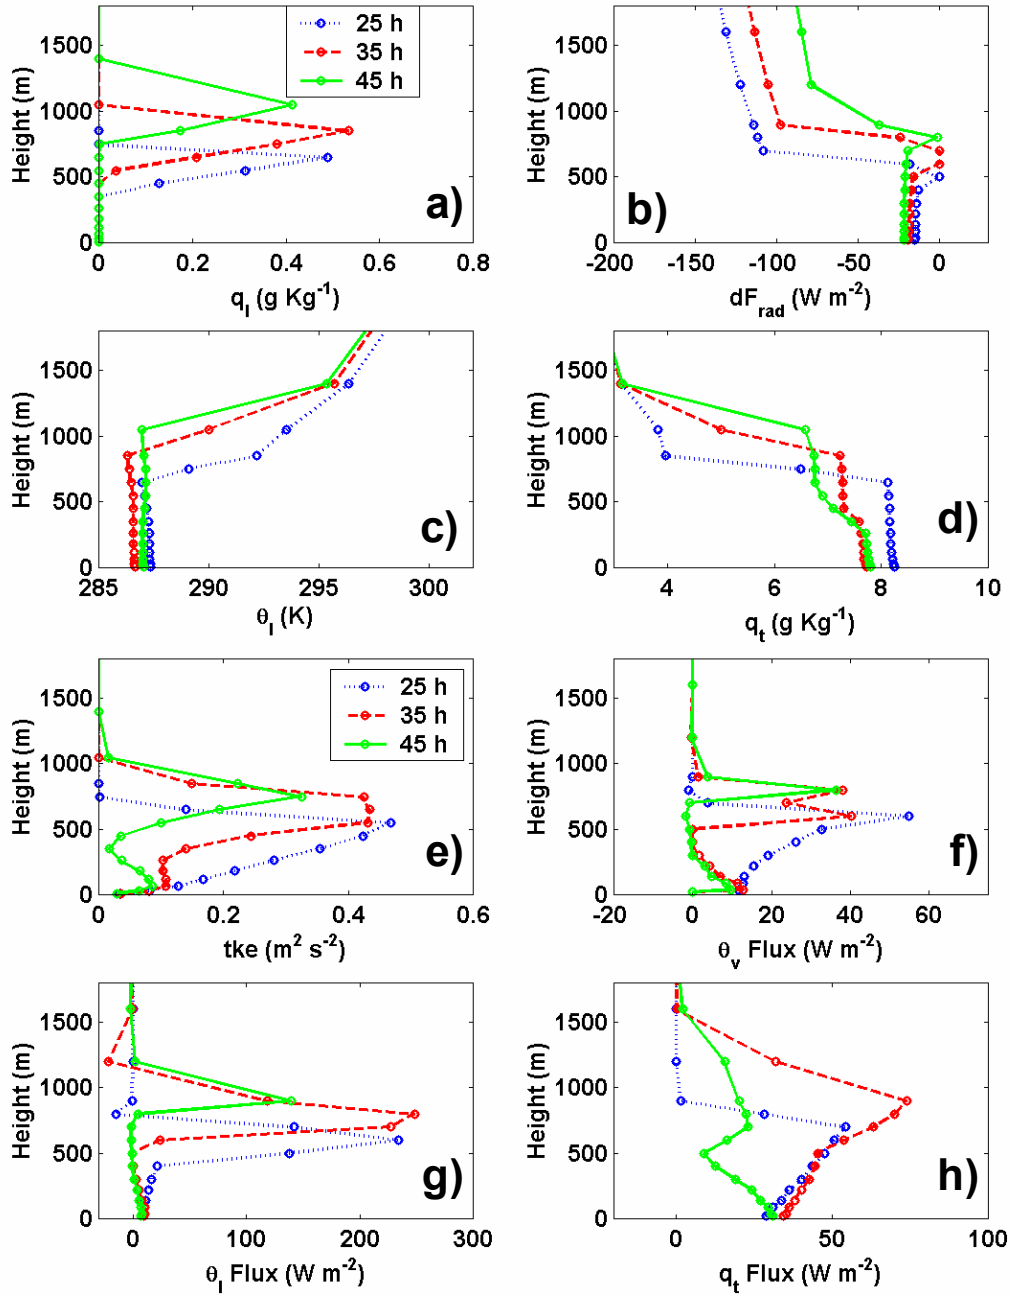 25 h
35 h
45 h
Height (m)
1500
1000
500
0
a)
0 0.2 0.4 0.6 0.8
q_l (g Kg^-1)
Height (m)
1500
1000
500
0
b)
-200 -150 -100 -50 0
dF_rad (W m^-2)
Height (m)
1500
1000
500
0
c)
285 290 295 300
θ_l (K)
Height (m)
1500
1000
500
0
d)
4 6 8 10
q_t (g Kg^-1)
25 h
35 h
45 h
Height (m)
1500
1000
500
0
e)
0 0.2 0.4 0.6
tke (m^2 s^-2)
Height (m)
1500
1000
500
0
f)
-20 0 20 40 60
θ_v Flux (W m^-2)
Height (m)
1500
1000
500
0
g)
0 100 200 300
θ_l Flux (W m^-2)
Height (m)
1500
1000
500
0
h)
0 50 100
q_t Flux (W m^-2)